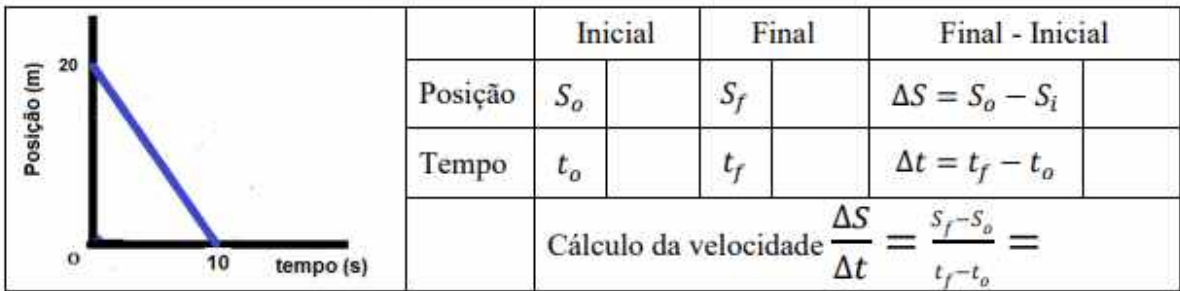 Posição (m)
20
O
10
tempo (s)
Inicial Final Final - Inicial
Posição S_o S_f ΔS = S_o − S_i
Tempo t_o t_f Δt = t_f − t_o
Cálculo da velocidade ΔS/Δt = (S_f−S_o)/(t_f−t_o) =